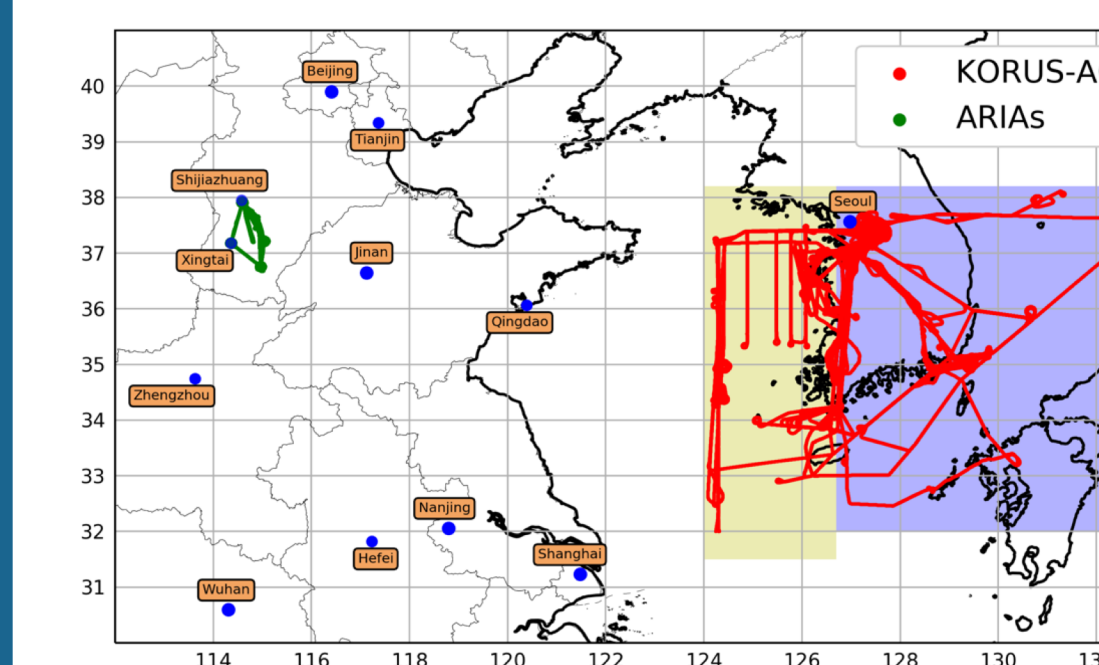 KORUS-A
ARIAs
Beijing
Tianjin
Shijiazhuang
Xingtai
Jinan
Seoul
Qingdao
Zhengzhou
Nanjing
Hefei
Shanghai
Wuhan
40
39
38
37
36
35
34
33
32
31
114 116 118 120 122 124 126 128 130